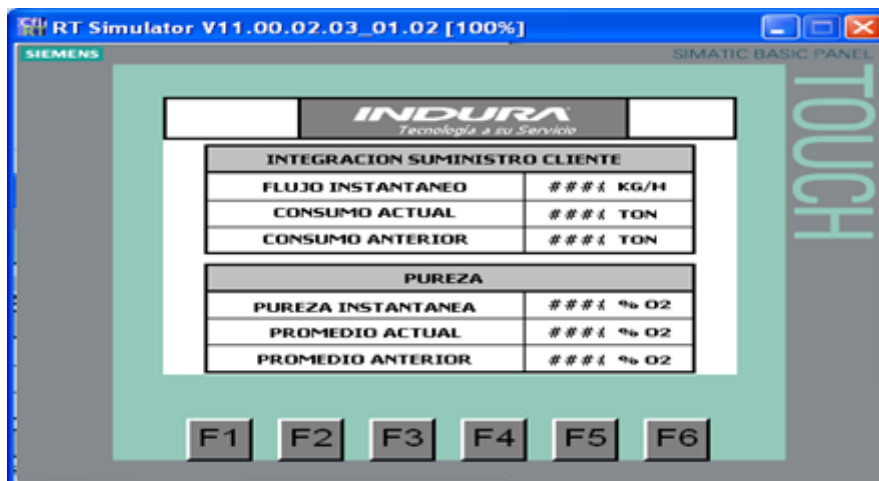 RT Simulator V11.00.02.03_01.02 [100%]
SIEMENS
SIMATIC BASIC PANEL
TOUCH
INDURA
Tecnología a su Servicio
INTEGRACION SUMINISTRO CLIENTE
FLUJO INSTANTANEO ###{ KG/H
CONSUMO ACTUAL ###{ TON
CONSUMO ANTERIOR ###{ TON
PUREZA
PUREZA INSTANTANEA ###{ % O2
PROMEDIO ACTUAL ###{ % O2
PROMEDIO ANTERIOR ###{ % O2
F1 F2 F3 F4 F5 F6